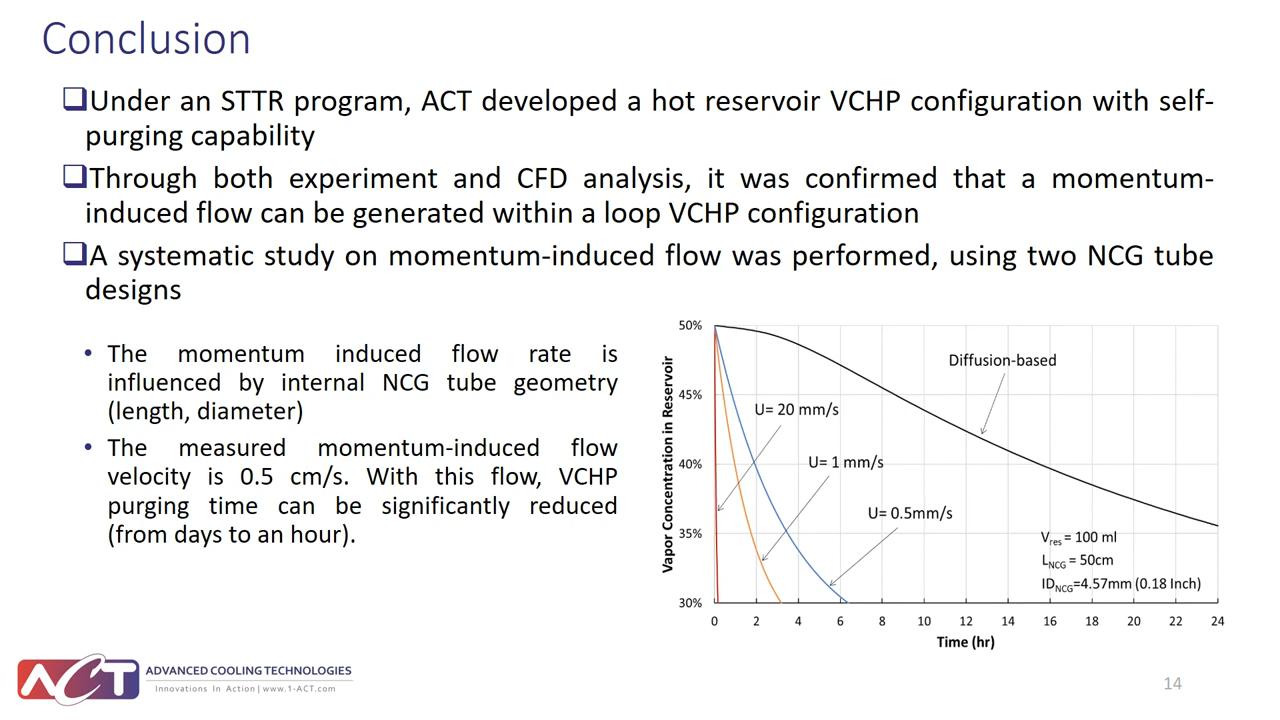 Conclusion
❑Under an STTR program, ACT developed a hot reservoir VCHP configuration with self-
purging capability
❑Through both experiment and CFD analysis, it was confirmed that a momentum-
induced flow can be generated within a loop VCHP configuration
❑A systematic study on momentum-induced flow was performed, using two NCG tube
designs
• The momentum induced flow rate is
influenced by internal NCG tube geometry
(length, diameter)
• The measured momentum-induced flow
velocity is 0.5 cm/s. With this flow, VCHP
purging time can be significantly reduced
(from days to an hour).
Vapor Concentration in Reservoir
50%
45%
40%
35%
30%
Diffusion-based
U= 20 mm/s
U= 1 mm/s
U= 0.5mm/s
Vres = 100 ml
LNCG = 50cm
IDNCG=4.57mm (0.18 Inch)
0 2 4 6 8 10 12 14 16 18 20 22 24
Time (hr)
ACT
ADVANCED COOLING TECHNOLOGIES
Innovations In Action | www.1-ACT.com
14